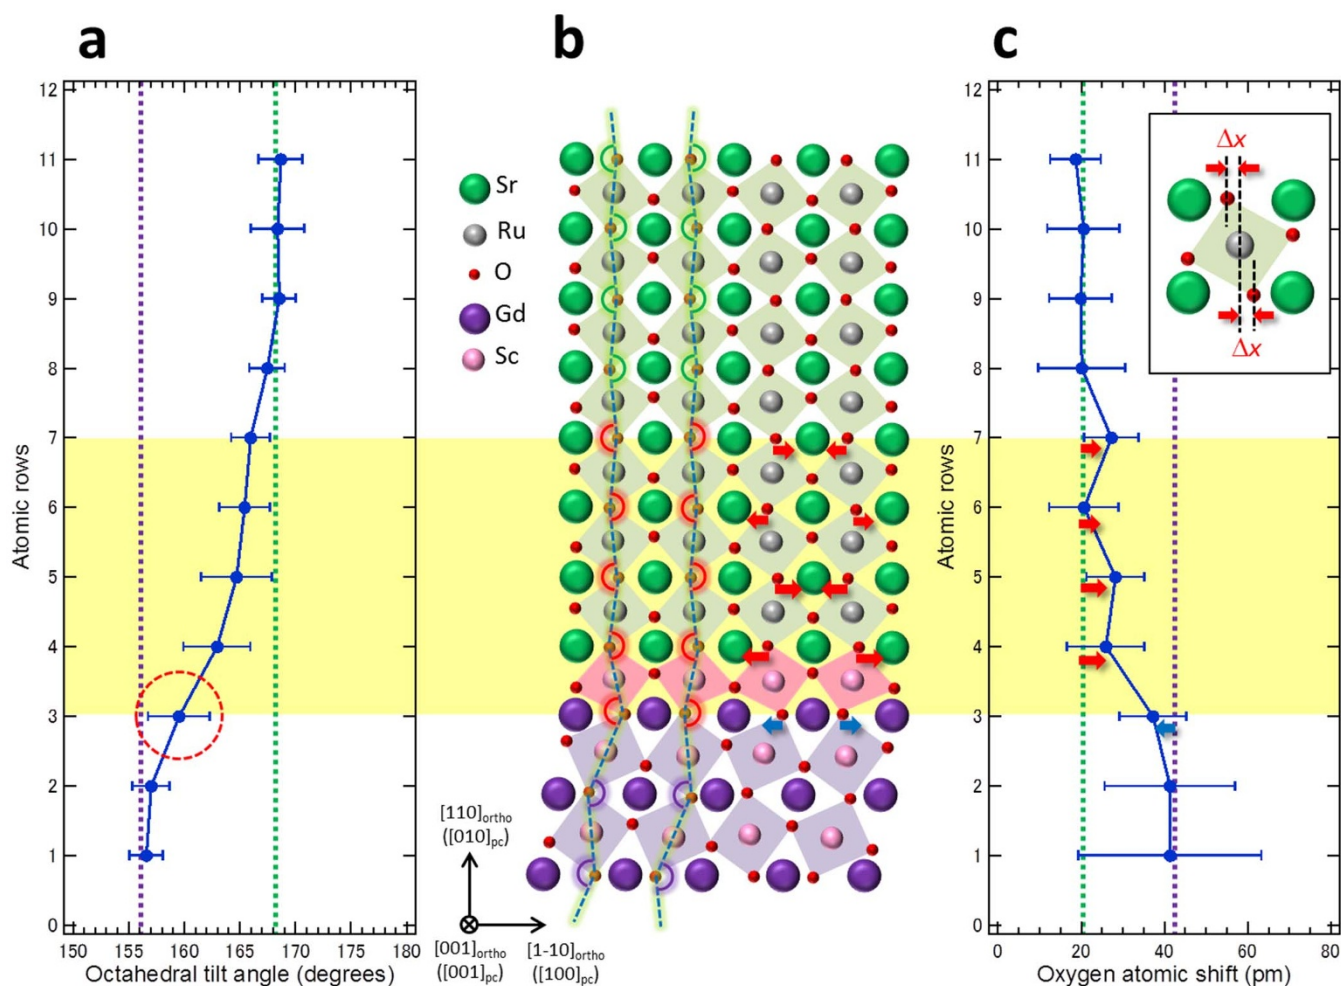 a
b
c
12
11
10
9
8
7
6
5
4
3
2
1
0
Atomic rows
150
160
165
170
175
180
Octahedral tilt angle (degrees)
Sr
Ru
O
Gd
Sc
[110]ortho
([010]pc)
[001]ortho
([001]pc)
[1-10]ortho
([100]pc)
12
11
10
9
8
7
6
5
4
3
2
1
0
Atomic rows
0
20
40
60
80
Oxygen atomic shift (pm)
Δx
Δx